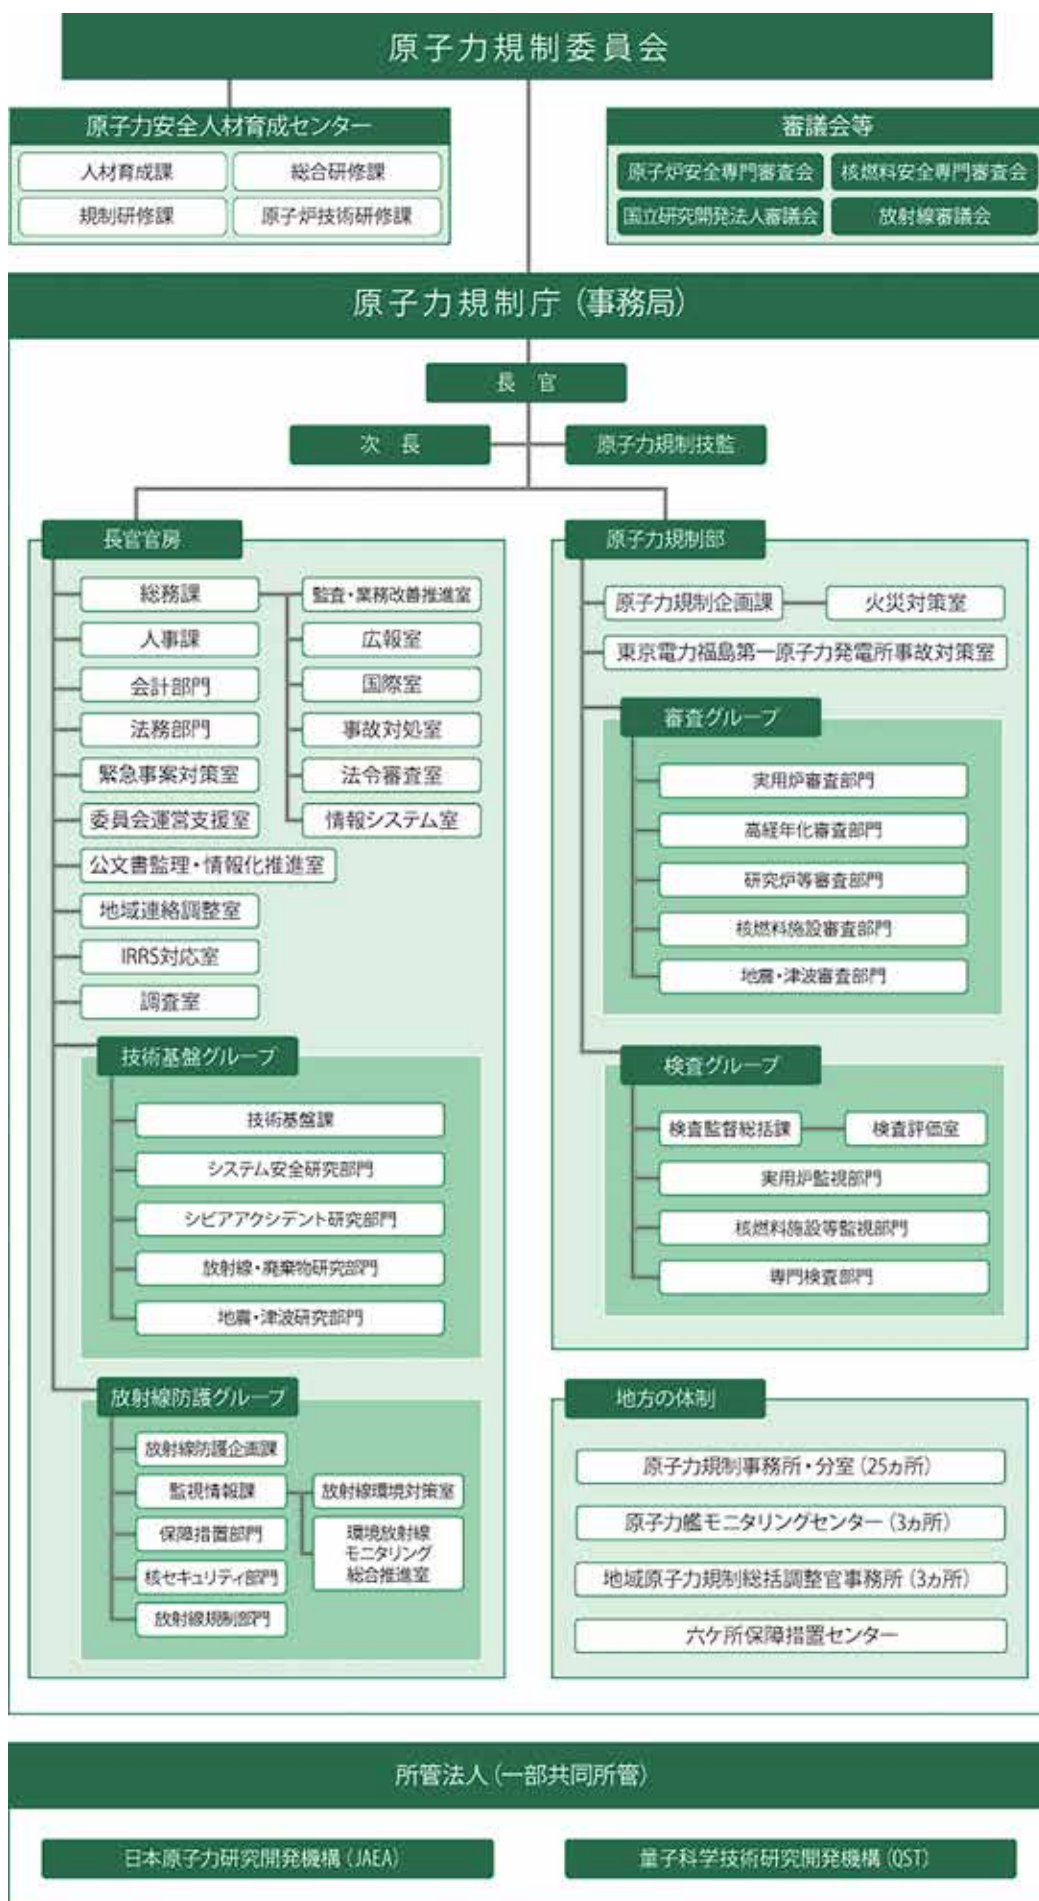 原子力規制委員会
原子力安全人材育成センター
人材育成課
総合研修課
規制研修課
原子炉技術研修課
審議会等
原子炉安全専門審査会
核燃料安全専門審査会
国立研究開発法人審議会
放射線審議会
原子力規制庁（事務局）
長 官
次 長
原子力規制技監
長官官房
総務課
監査・業務改善推進室
広報室
国際室
事故対処室
法令審査室
情報システム室
人事課
会計部門
法務部門
緊急事案対策室
委員会運営支援室
公文書監理・情報化推進室
地域連絡調整室
IRRS対応室
調査室
技術基盤グループ
技術基盤課
システム安全研究部門
シビアアクシデント研究部門
放射線・廃棄物研究部門
地震・津波研究部門
放射線防護グループ
放射線防護企画課
監視情報課
放射線環境対策室
環境放射線
モニタリング
総合推進室
保障措置部門
核セキュリティ部門
放射線規制部門
原子力規制部
原子力規制企画課
火災対策室
東京電力福島第一原子力発電所事故対策室
審査グループ
実用炉審査部門
高経年化審査部門
研究炉等審査部門
核燃料施設審査部門
地震・津波審査部門
検査グループ
検査監督総括課
検査評価室
実用炉監視部門
核燃料施設等監視部門
専門検査部門
地方の体制
原子力規制事務所・分室（25ヵ所）
原子力艦モニタリングセンター（3ヵ所）
地域原子力規制総括調整官事務所（3ヵ所）
六ケ所保障措置センター
所管法人（一部共同所管）
日本原子力研究開発機構（JAEA）
量子科学技術研究開発機構（QST）